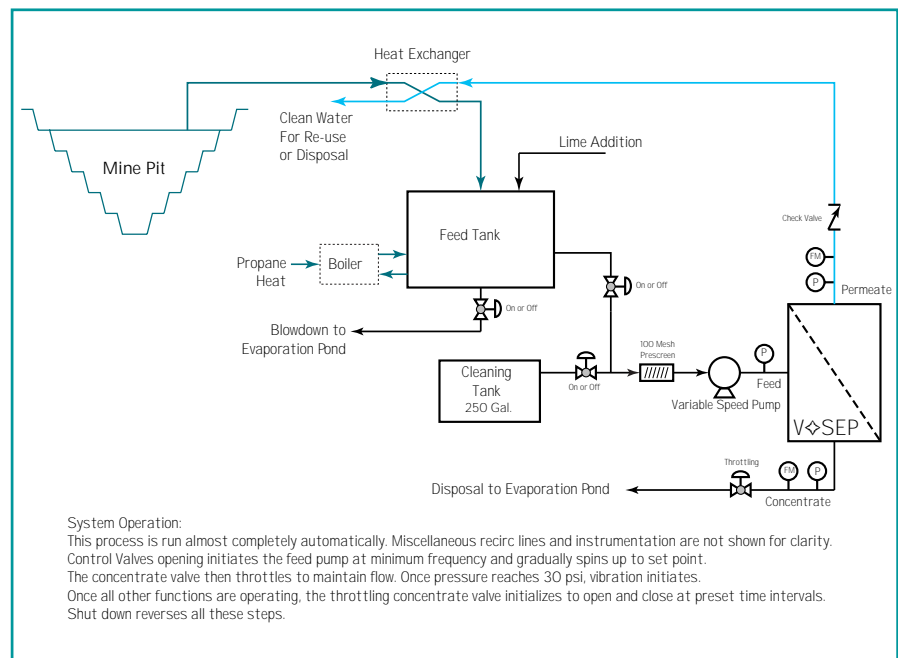 Heat Exchanger
Clean Water
For Re-use
or Disposal
Lime Addition
Mine Pit
Check Valve
Feed Tank
FM
Propane
Heat
Boiler
P
Permeate
On or Off
On or Off
Blowdown to
Evaporation Pond
100 Mesh
Prescreen
P
Cleaning
Tank
250 Gal.
On or Off
Feed
Variable Speed Pump
V SEP
Throttling
FM
P
Disposal to Evaporation Pond
Concentrate
System Operation:
This process is run almost completely automatically. Miscellaneous recirc lines and instrumentation are not shown for clarity.
Control Valves opening initiates the feed pump at minimum frequency and gradually spins up to set point.
The concentrate valve then throttles to maintain flow. Once pressure reaches 30 psi, vibration initiates.
Once all other functions are operating, the throttling concentrate valve initializes to open and close at preset time intervals.
Shut down reverses all these steps.